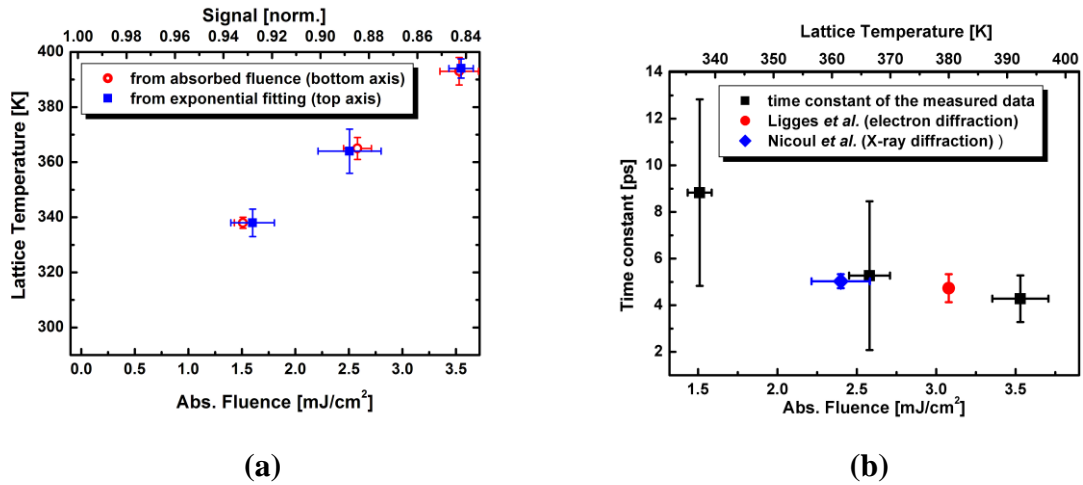 Signal [norm.]
1.00 0.98 0.96 0.94 0.92 0.90 0.88 0.86 0.84
400
380
360
340
320
300
Lattice Temperature [K]
from absorbed fluence (bottom axis)
from exponential fitting (top axis)
0.0 0.5 1.0 1.5 2.0 2.5 3.0 3.5
Abs. Fluence [mJ/cm²]
(a)
Lattice Temperature [K]
340 350 360 370 380 390 400
14
12
10
8
6
4
2
Time constant [ps]
time constant of the measured data
Ligges et al. (electron diffraction)
Nicoul et al. (X-ray diffraction) )
1.5 2.0 2.5 3.0 3.5
Abs. Fluence [mJ/cm²]
(b)